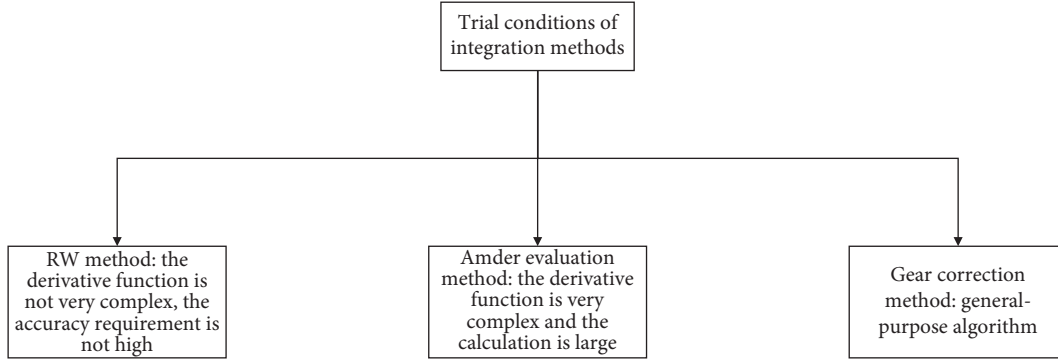 Trial conditions of
integration methods
RW method: the
derivative function is
not very complex, the
accuracy requirement is
not high
Amder evaluation
method: the derivative
function is very
complex and the
calculation is large
Gear correction
method: general-
purpose algorithm